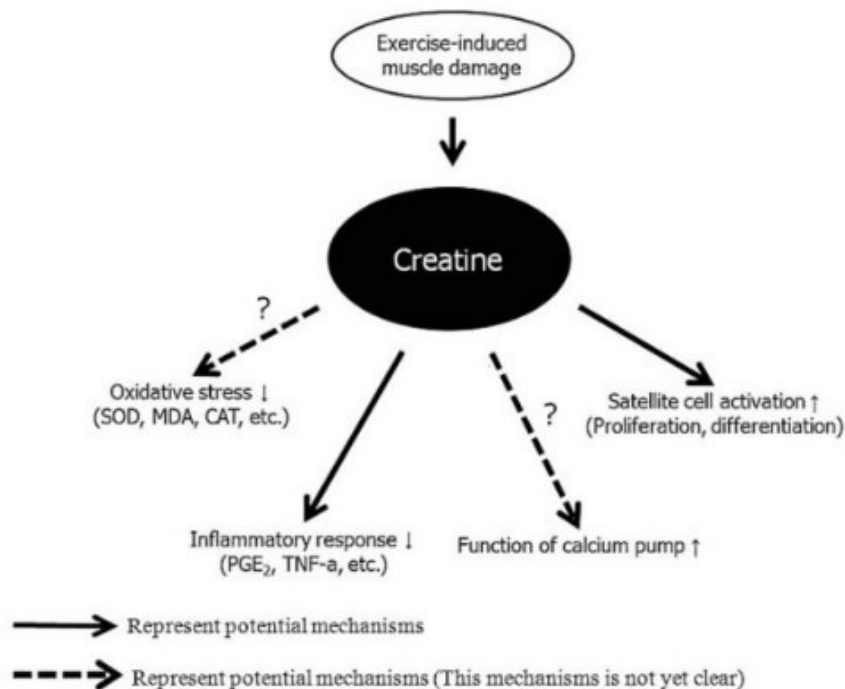 Exercise-induced
muscle damage
Creatine
?
Oxidative stress ↓
(SOD, MDA, CAT, etc.)
?
Satellite cell activation ↑
(Proliferation, differentiation)
Inflammatory response ↓
(PGE₂, TNF-a, etc.)
Function of calcium pump ↑
Represent potential mechanisms
Represent potential mechanisms (This mechanisms is not yet clear)